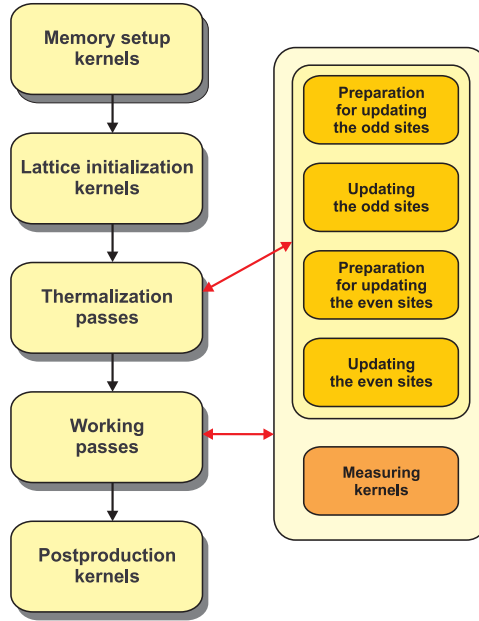 Memory setup
kernels
Lattice initialization
kernels
Thermalization
passes
Working
passes
Postproduction
kernels
Preparation
for updating
the odd sites
Updating
the odd sites
Preparation
for updating
the even sites
Updating
the even sites
Measuring
kernels